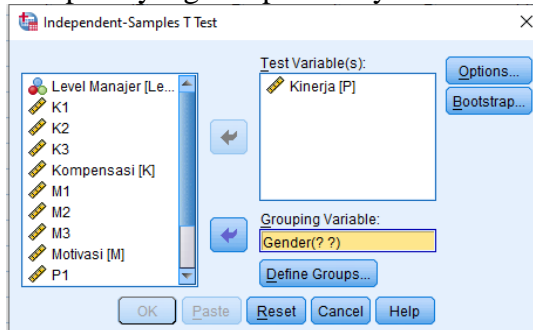 Independent-Samples T Test
Test Variable(s):
Level Manajer [Le...
K1
K2
K3
Kompensasi [K]
M1
M2
M3
Motivasi [M]
P1
Kinerja [P]
Options...
Bootstrap...
Grouping Variable:
Gender(? ?)
Define Groups...
OK Paste Reset Cancel Help